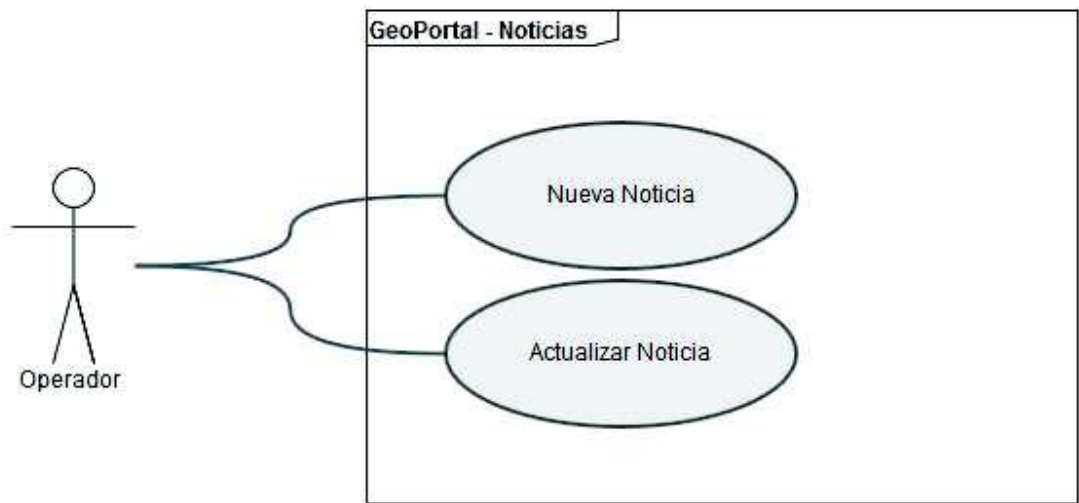 GeoPortal - Noticias
Nueva Noticia
Actualizar Noticia
Operador